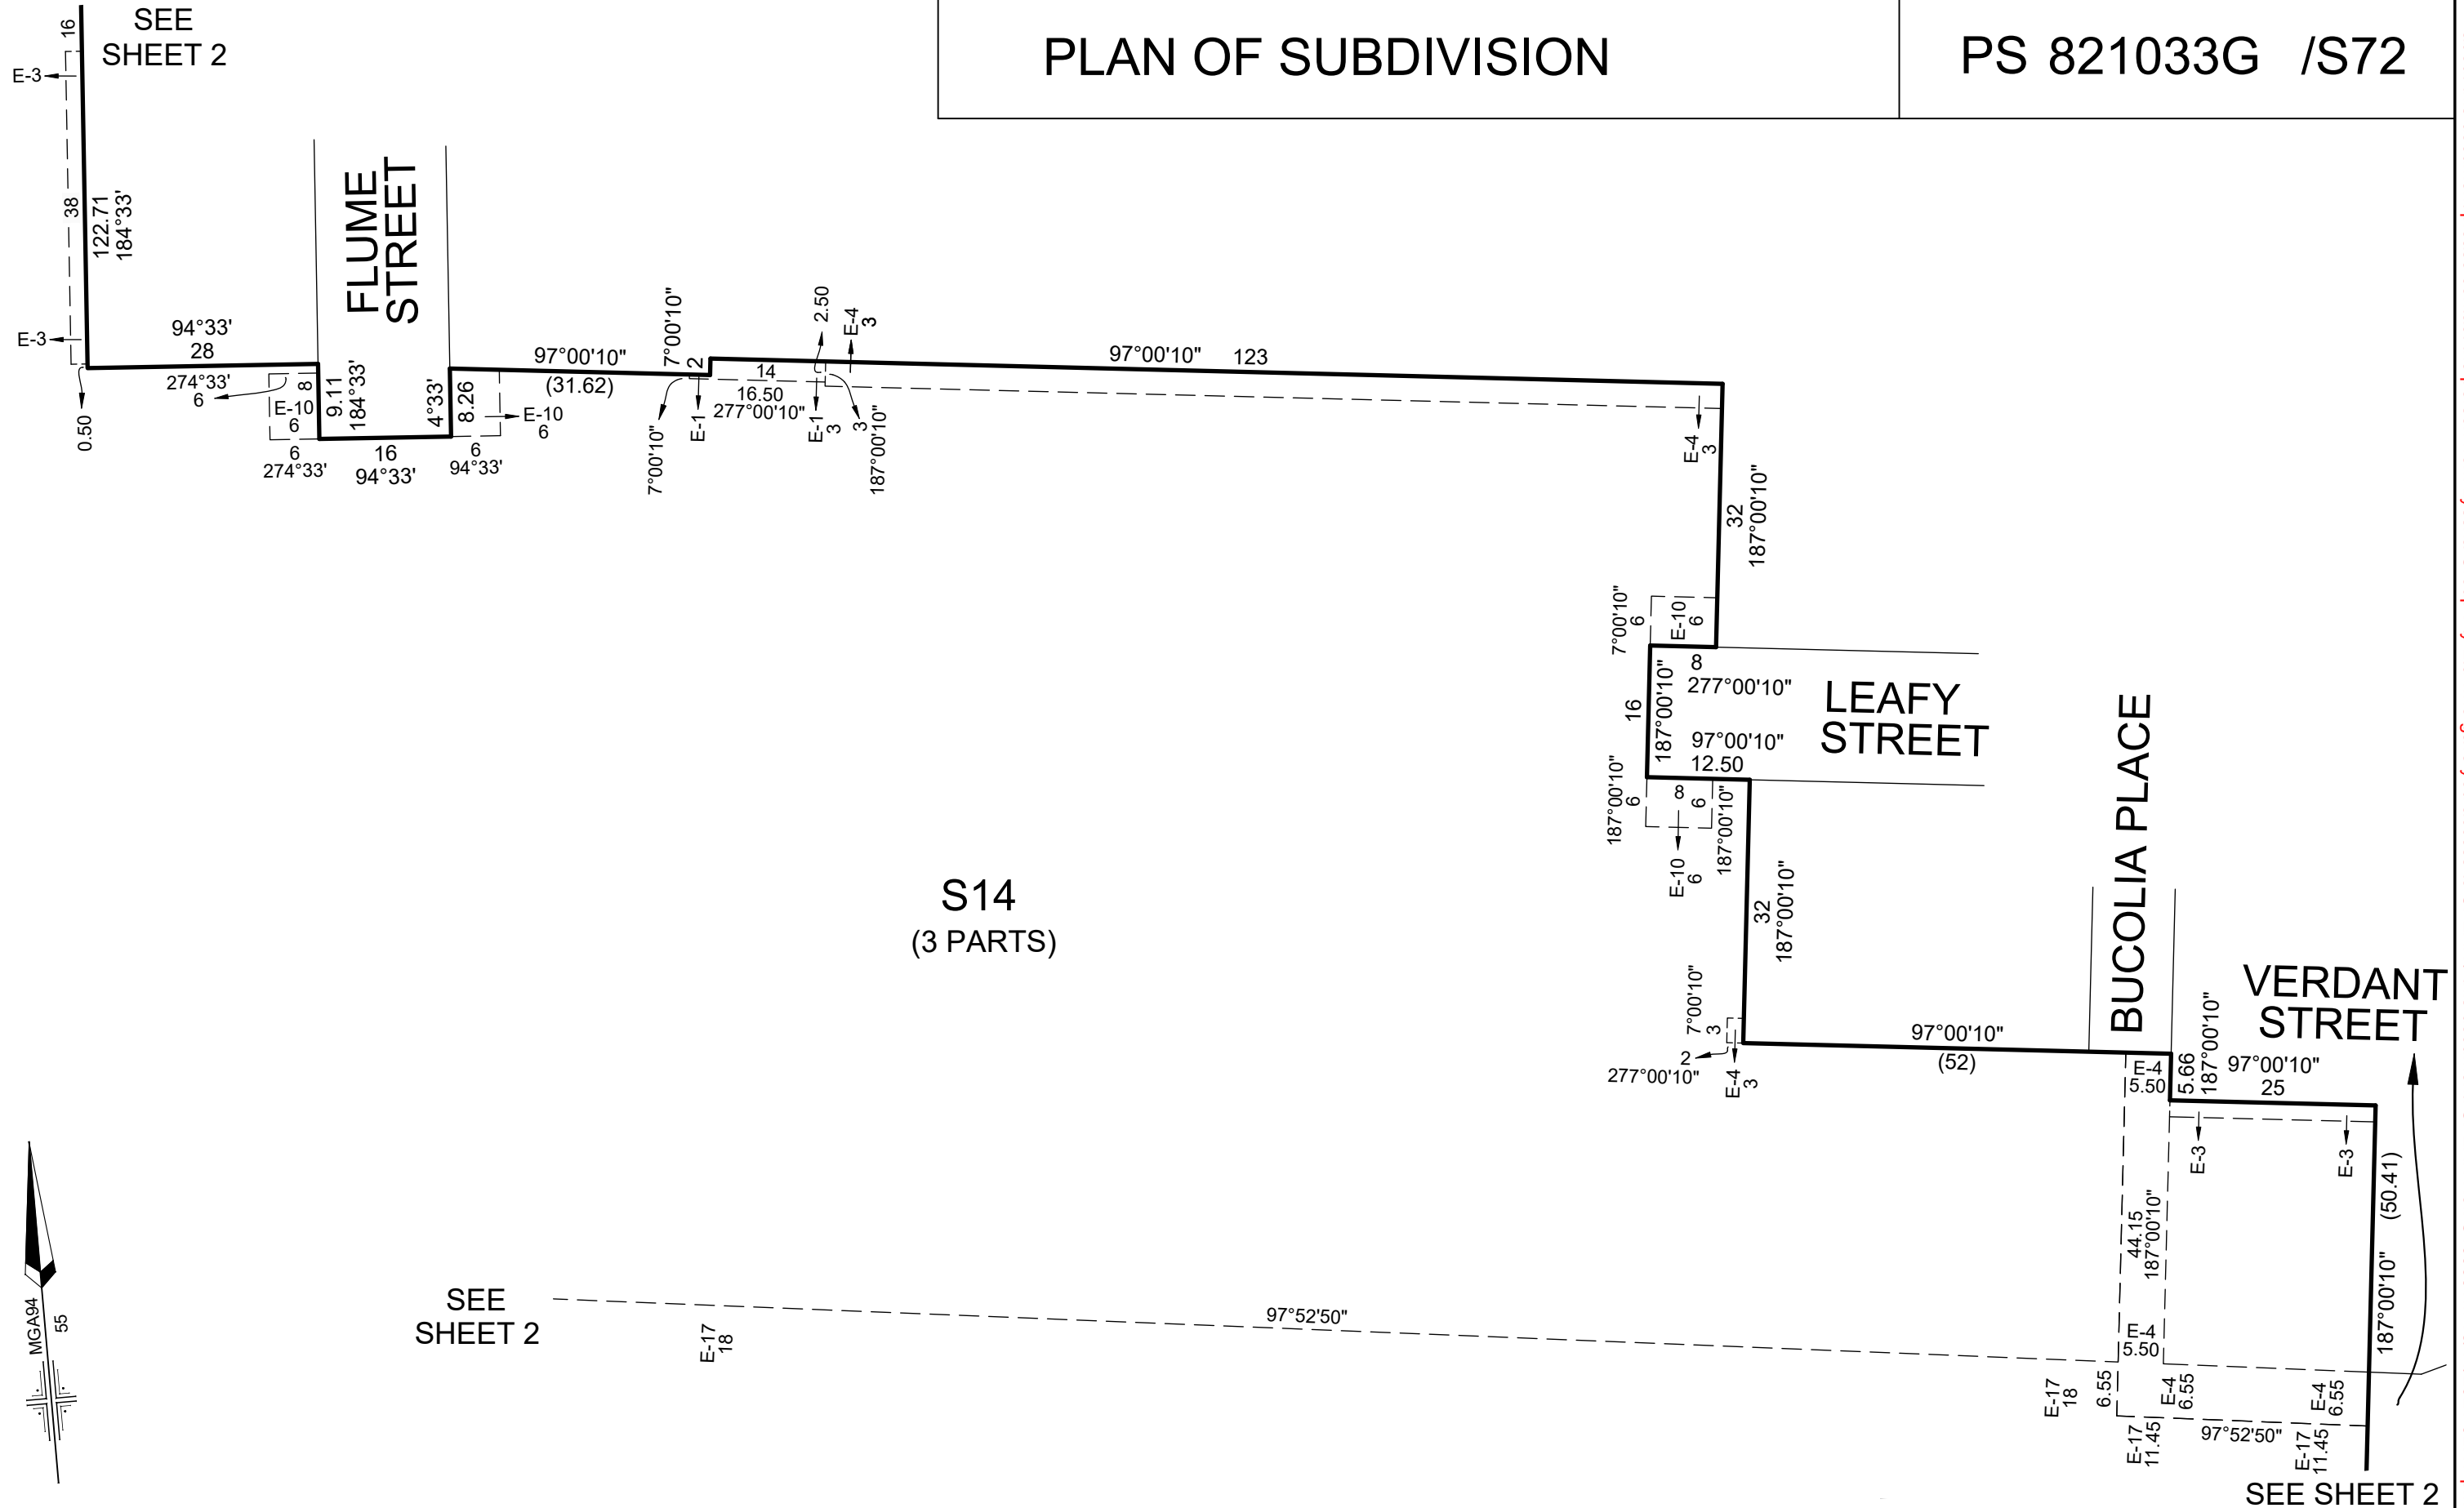 SEE
SHEET 2
PLAN OF SUBDIVISION
PS 821033G /S72
16
E-3
38
122.71
184°33'
E-3
0.50
FLUME
STREET
94°33'
28
274°33'
6
8
E-10
6
9.11
184°33'
6
274°33'
16
94°33'
4°33'
8.26
E-10
6
6
94°33'
97°00'10"
(31.62)
7°00'10"
2
7°00'10"
E-1
14
16.50
277°00'10"
2.50
E-4
3
E-1
3
3
187°00'10"
97°00'10" 123
E-4
3
32
187°00'10"
7°00'10"
6
E-10
6
8
277°00'10"
16
187°00'10"
LEAFY
STREET
97°00'10"
12.50
187°00'10"
6
8
6
187°00'10"
E-10
6
BUCOLIA PLACE
S14
(3 PARTS)
32
187°00'10"
7°00'10"
3
2
277°00'10"
E-4
3
97°00'10"
(52)
VERDANT
STREET
E-4
5.50
5.66
187°00'10"
97°00'10"
25
E-3
E-3
(50.41)
187°00'10"
44.15
187°00'10"
MGA94
55
SEE
SHEET 2
E-17
18
97°52'50"
E-4
5.50
E-17
18
6.55
E-4
6.55
E-4
6.55
E-17
11.45
97°52'50"
E-17
11.45
SEE SHEET 2